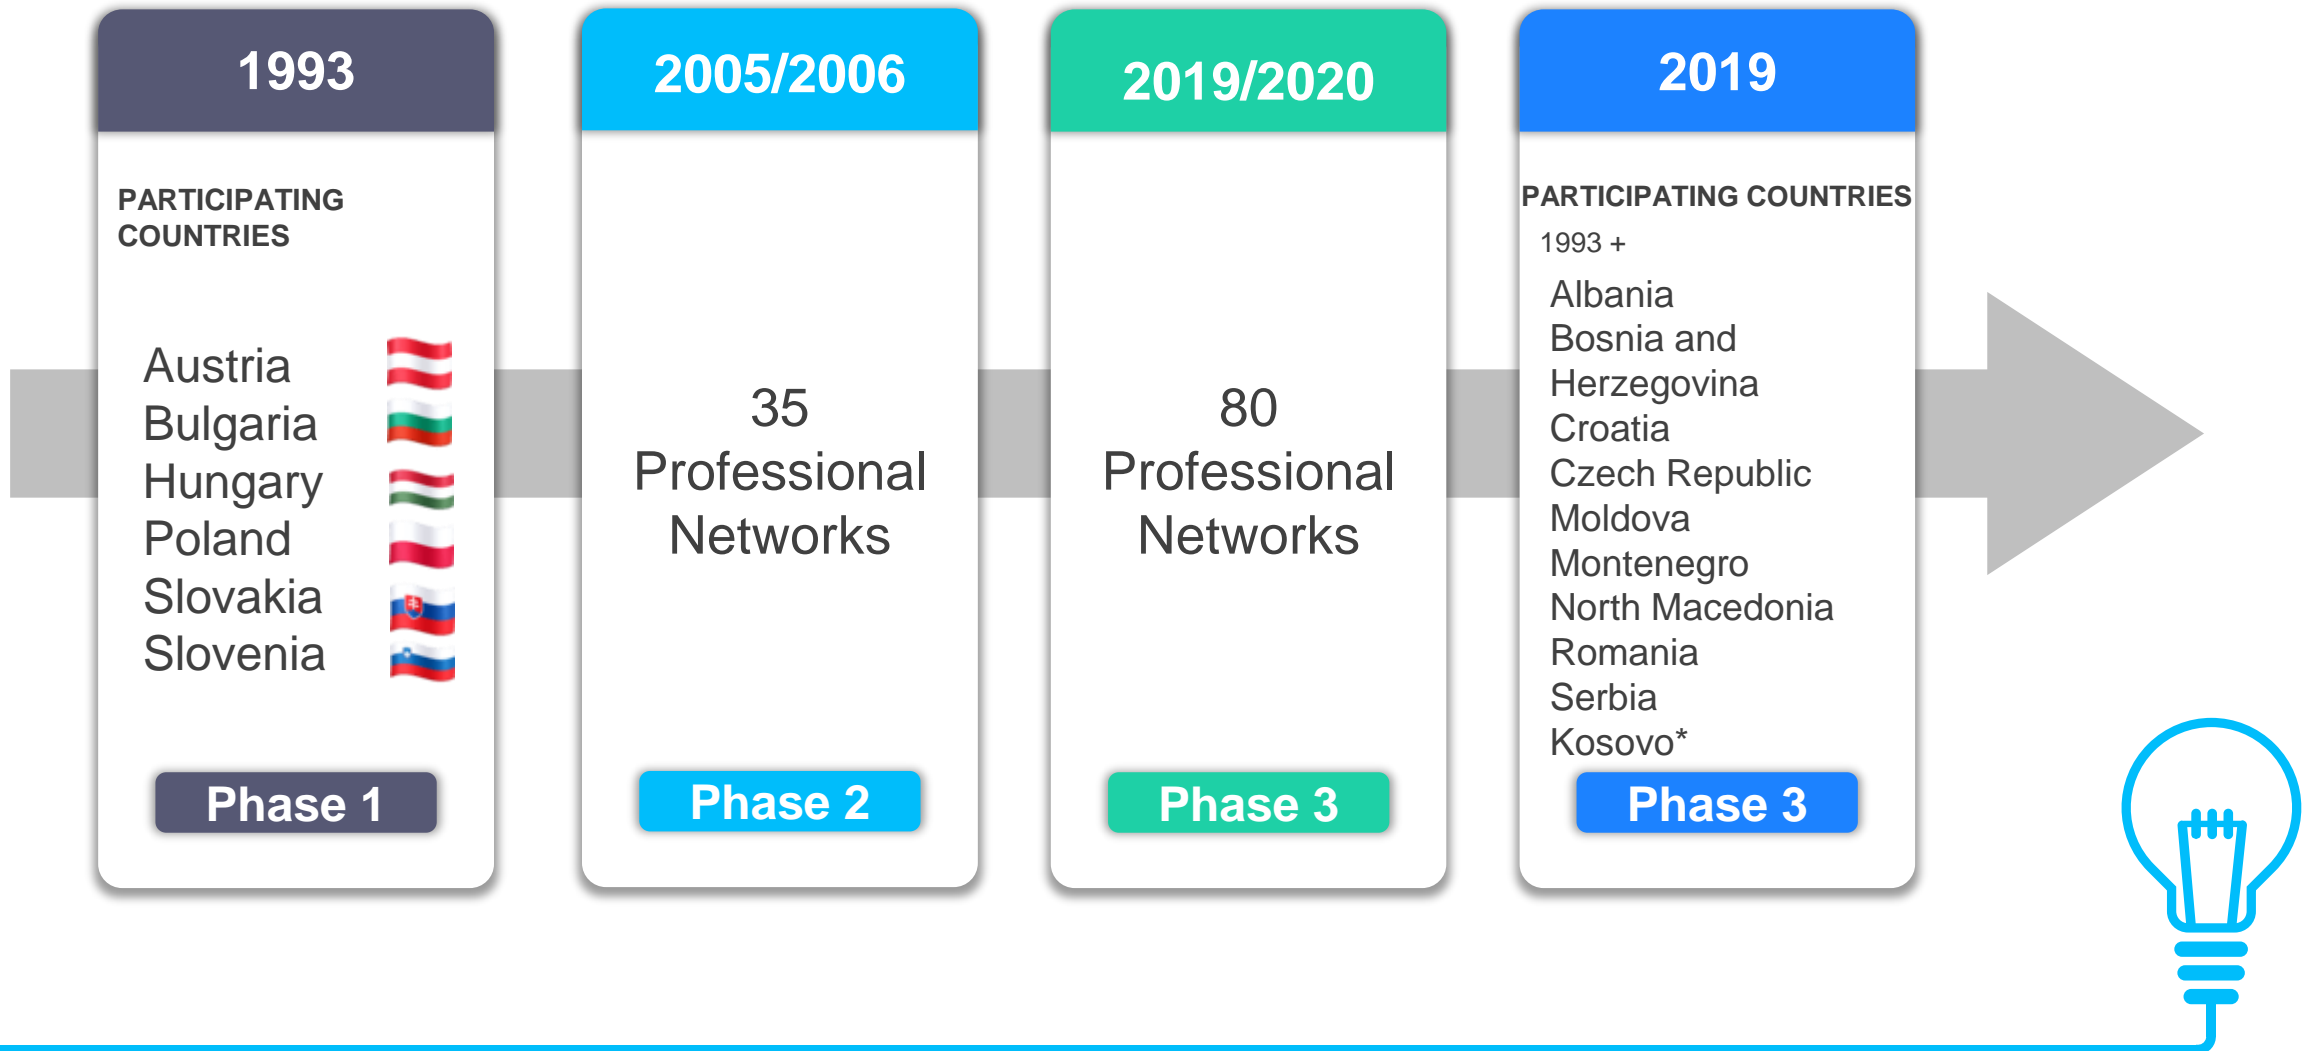 1993
PARTICIPATING
COUNTRIES
Austria
Bulgaria
Hungary
Poland
Slovakia
Slovenia
Phase 1
2005/2006
35
Professional
Networks
Phase 2
2019/2020
80
Professional
Networks
Phase 3
2019
PARTICIPATING COUNTRIES
1993 +
Albania
Bosnia and
Herzegovina
Croatia
Czech Republic
Moldova
Montenegro
North Macedonia
Romania
Serbia
Kosovo*
Phase 3